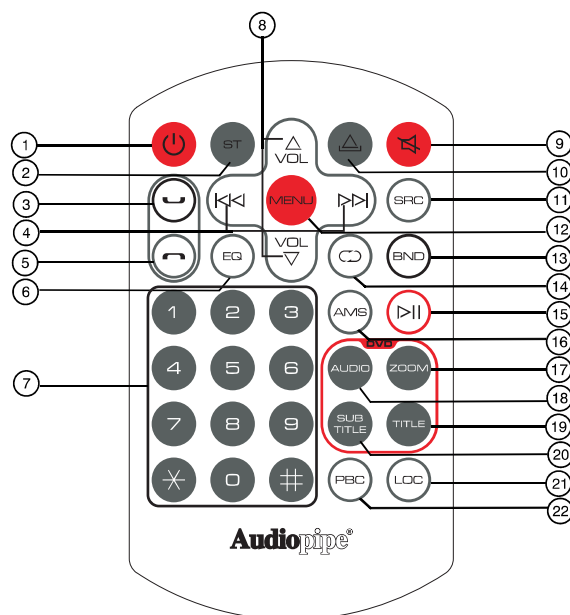 8
1
9
ST
VOL
2
10
3
MENU
SRC
11
4
12
VOL
5
EQ
BND
13
6
14
1 2 3
AMS
15
16
DVD
7
4 5 6
AUDIO ZOOM
17
18
7 8 9
SUB
TITLE
TITLE
19
20
* 0 #
PBC LOC
21
22
Audiopipe®